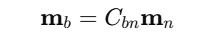 𝐦_b = C_{bn}𝐦_n